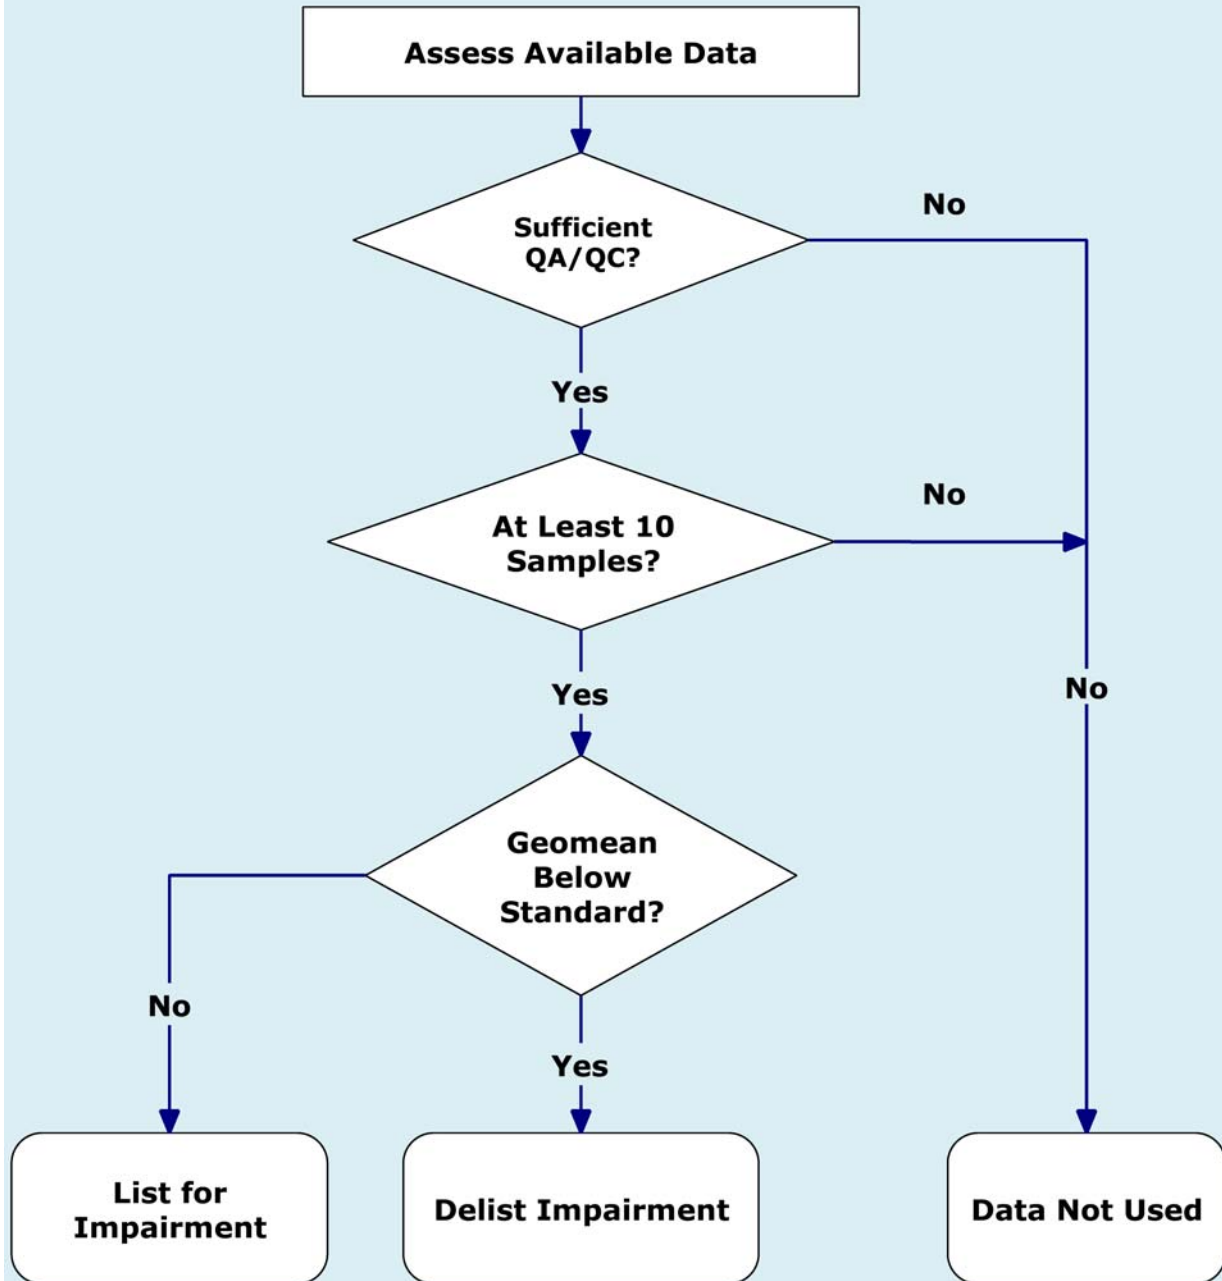 Assess Available Data
No
Sufficient
QA/QC?
Yes
No
At Least 10
Samples?
Yes
No
Geomean
Below
Standard?
No
Yes
List for
Impairment
Delist Impairment
Data Not Used